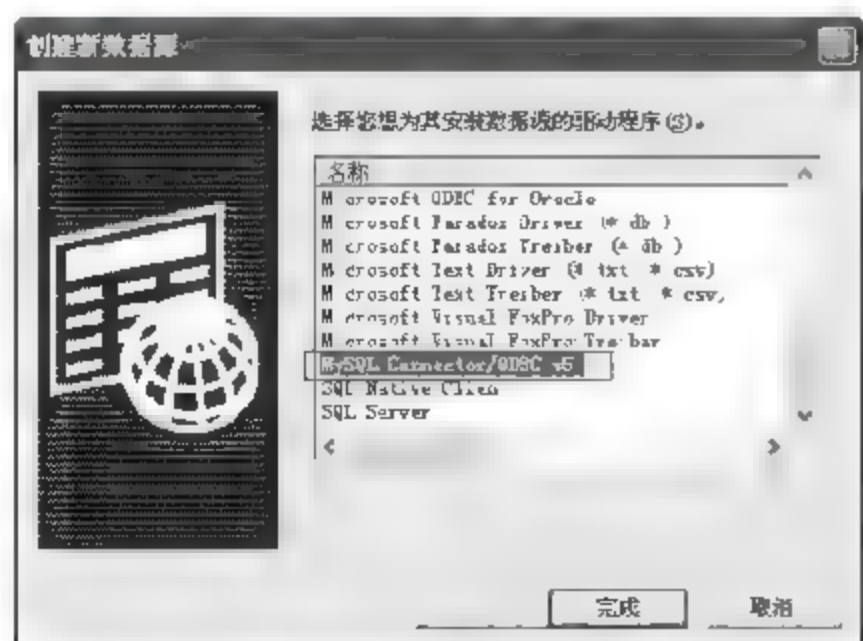 创建新数据源
选择您想为其安装数据源的驱动程序(S)。
名称
M crosoft ODBC for Oracle
M crosoft Paradox Driver (* db )
M crosoft Paradox Treiber (* db )
M crosoft Text Driver (* txt * csv)
M crosoft Text Treiber (* txt * csv,
M crosoft Visual FoxPro Driver
M crosoft Visual FoxPro Treiber
MySQL Connector/ODBC v5
SQL Native Clien
SQL Server
完成
取消